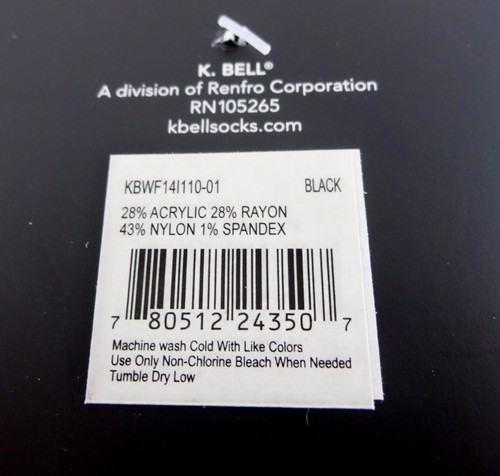 K. BELL®
A division of Renfro Corporation
RN105265
kbellsocks.com
KBWF14I110-01 BLACK
28% ACRYLIC 28% RAYON
43% NYLON 1% SPANDEX
7 80512 24350 7
Machine wash Cold With Like Colors
Use Only Non-Chlorine Bleach When Needed
Tumble Dry Low